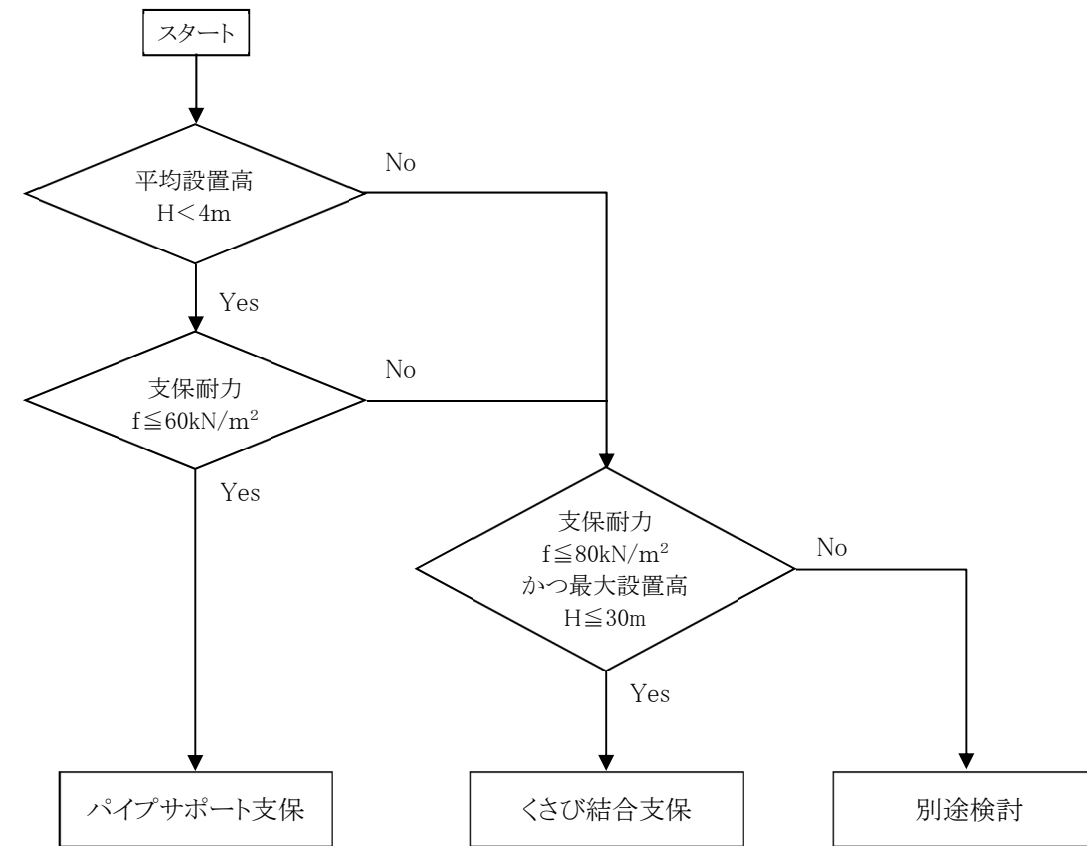 スタート
平均設置高
H＜4m
No
Yes
支保耐力
f≦60kN/m²
No
Yes
支保耐力
f≦80kN/m²
かつ最大設置高
H≦30m
No
Yes
パイプサポート支保
くさび結合支保
別途検討